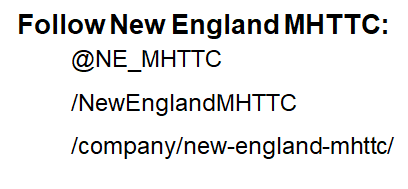 Follow New England MHTTC:
@NE_MHTTC
/NewEnglandMHTTC
/company/new-england-mhttc/